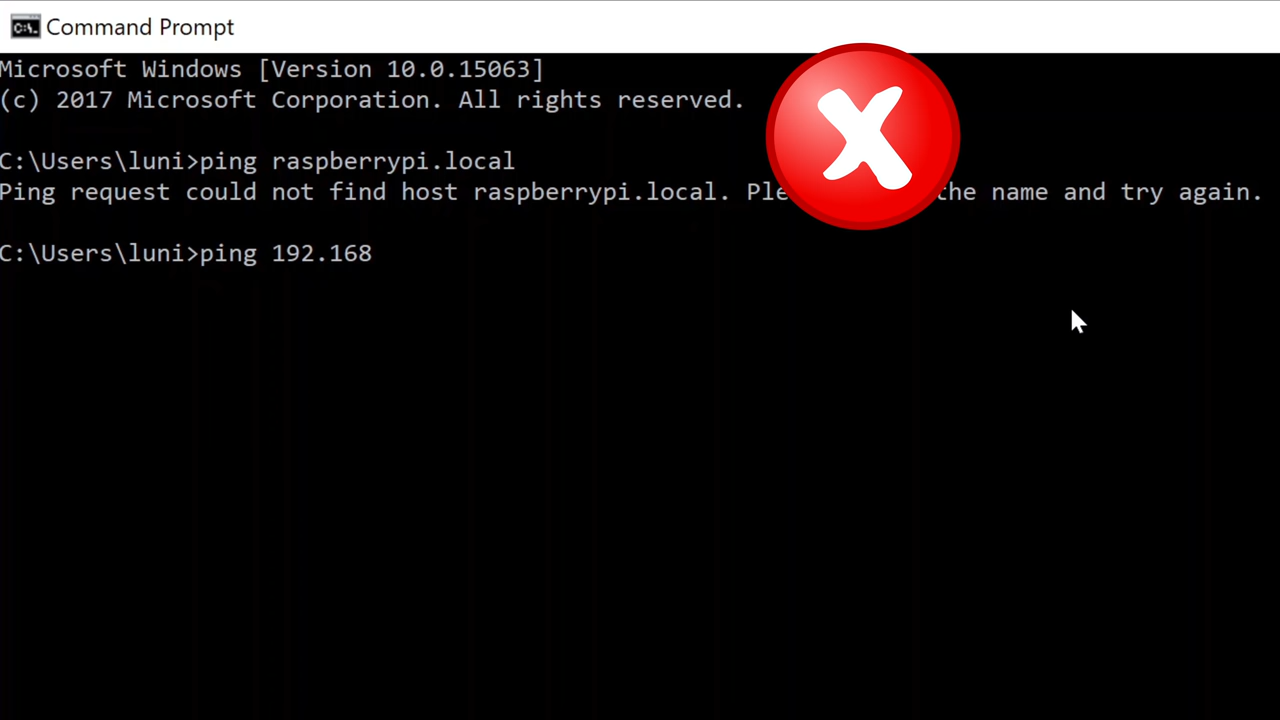 Command Prompt
Microsoft Windows [Version 10.0.15063]
(c) 2017 Microsoft Corporation. All rights reserved.
C:\Users\luni>ping raspberrypi.local
Ping request could not find host raspberrypi.local. the name and try again.
C:\Users\luni>ping 192.168